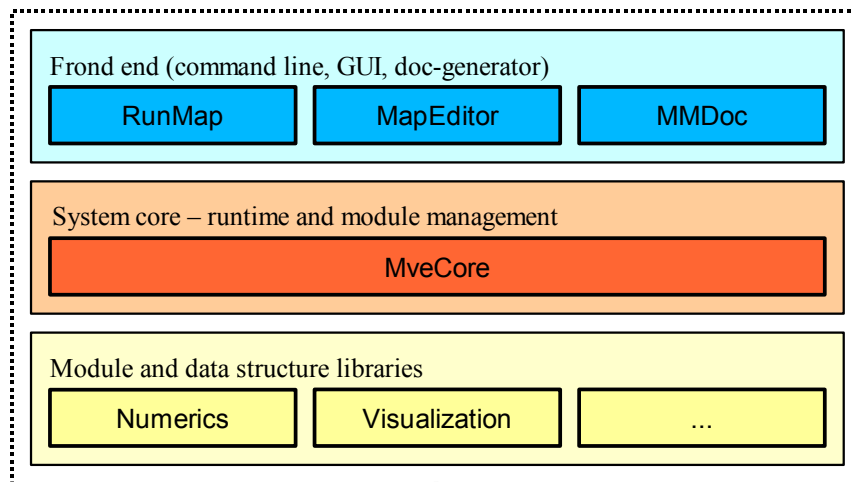 Frond end (command line, GUI, doc-generator)
RunMap MapEditor MMDoc
System core – runtime and module management
MveCore
Module and data structure libraries
Numerics Visualization ...